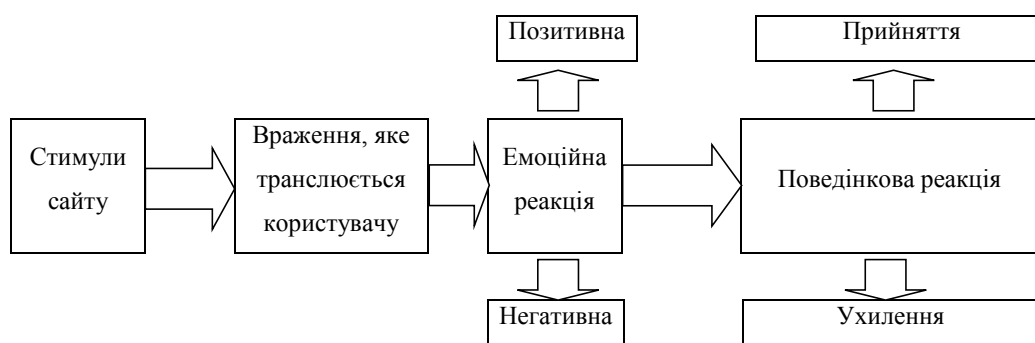 Позитивна
Прийняття
Стимули
сайту
Враження, яке
транслюється
користувачу
Емоційна
реакція
Поведінкова реакція
Негативна
Ухилення